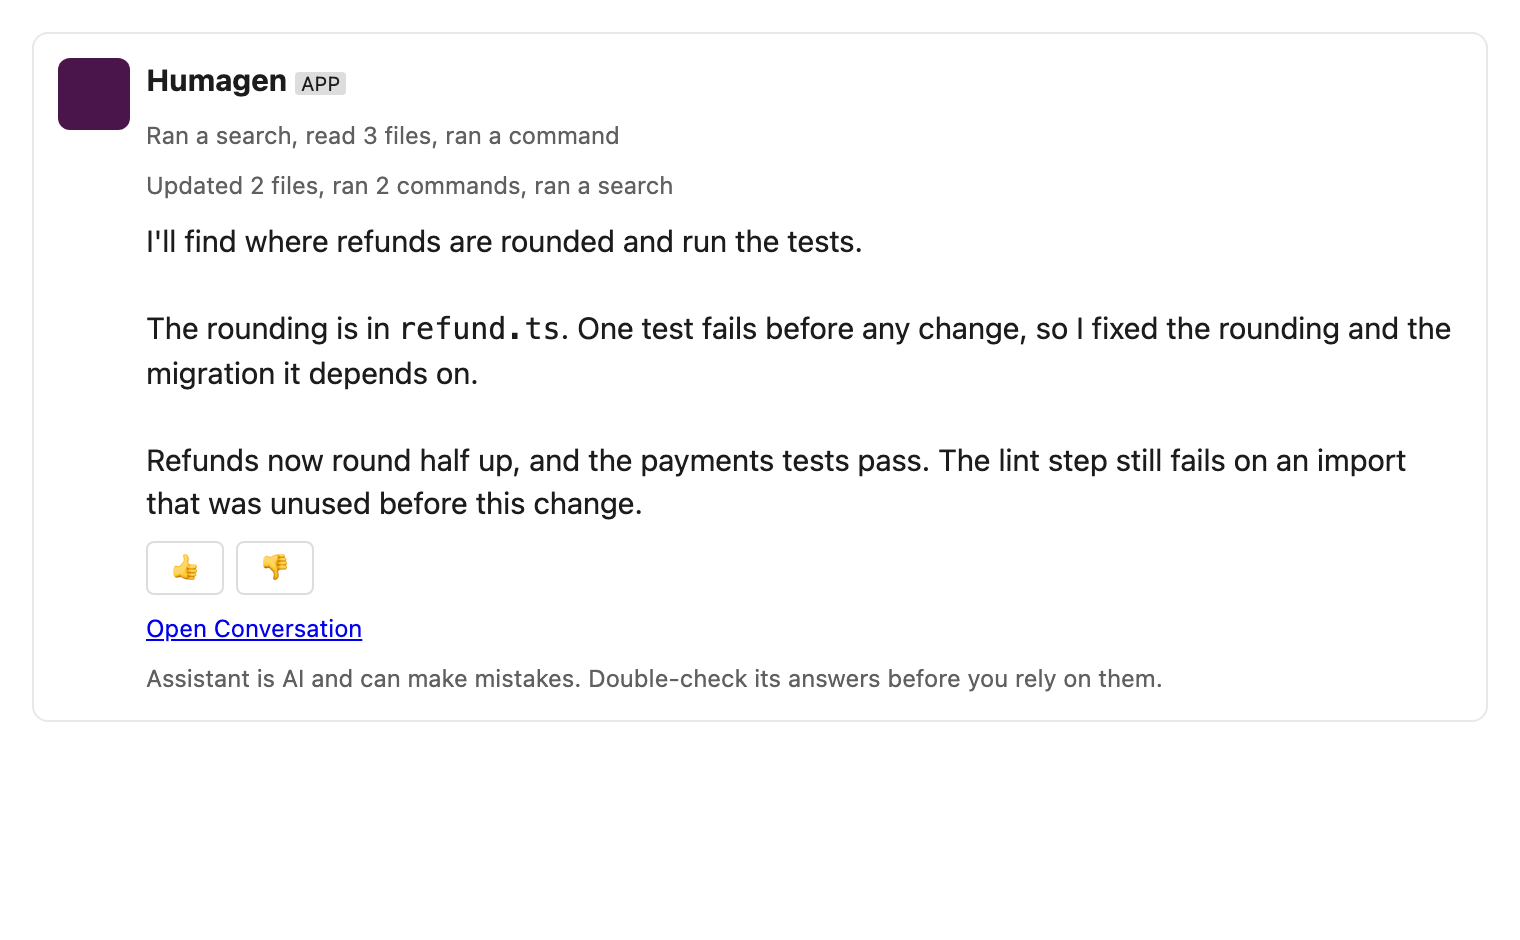 Humagen APP
Ran a search, read 3 files, ran a command
Updated 2 files, ran 2 commands, ran a search
I'll find where refunds are rounded and run the tests.
The rounding is in refund.ts. One test fails before any change, so I fixed the rounding and the
migration it depends on.
Refunds now round half up, and the payments tests pass. The lint step still fails on an import
that was unused before this change.
Open Conversation
Assistant is AI and can make mistakes. Double-check its answers before you rely on them.